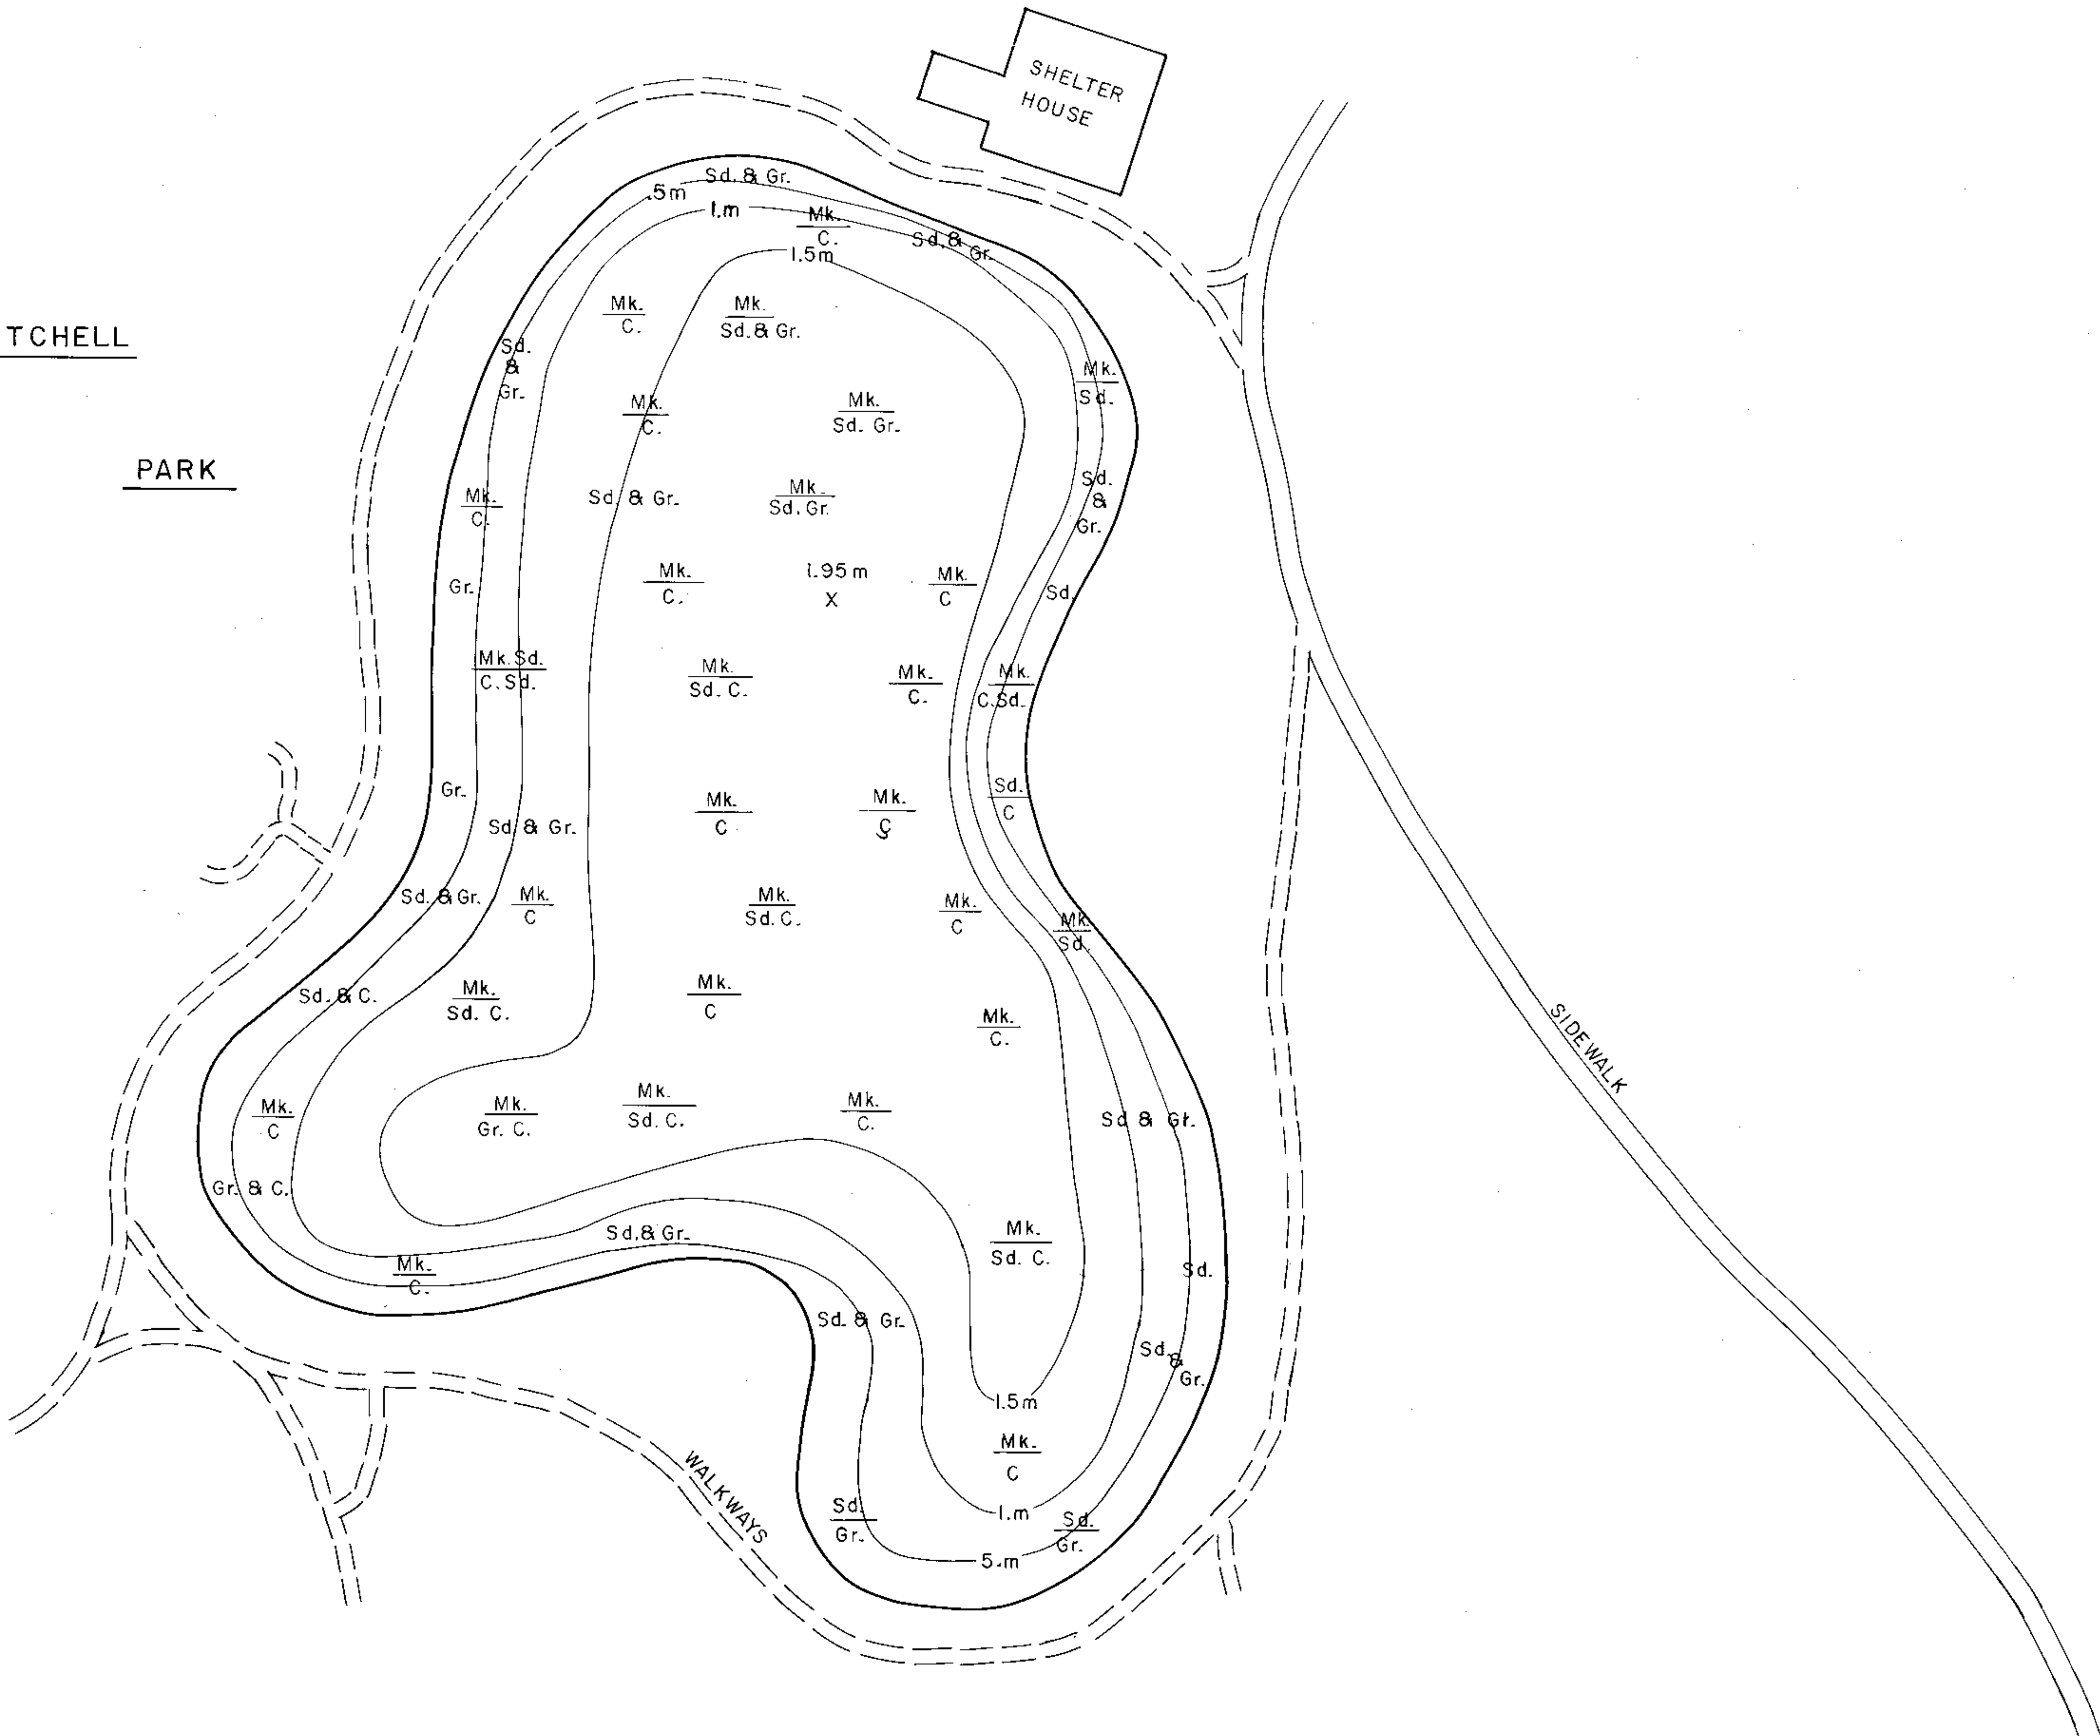 SHELTER
HOUSE
Sd. & Gr.
.5m
1.m
Mk.
C.
Sd. &
Gr.
1.5m
Mk.
C.
Mk.
Sd. & Gr.
TCHELL
Sd.
&
Gr.
Mk.
Sd.
Mk.
C.
Mk.
Sd. Gr.
PARK
Mk.
C.
Sd. & Gr.
Mk.
Sd. Gr.
Sd.
&
Gr.
Gr.
Mk.
C.
1.95 m
X
Mk.
C
Sd.
Mk. Sd.
C. Sd.
Mk.
Sd. C.
Mk.
C.
Mk.
C. Sd.
Gr.
Sd. & Gr.
Mk.
C
Mk.
C
Sd.
C
Sd. & Gr.
Mk.
C
Mk.
Sd. C.
Mk.
C
Mk.
Sd.
Sd. & C.
Mk.
Sd. C.
Mk.
C
Mk.
C.
SIDEWALK
Mk.
C
Mk.
Gr. C.
Mk.
Sd. C.
Mk.
C.
Sd & Gr.
Gr. & C.
Sd. & Gr.
Mk.
Sd. C.
Mk.
C.
Sd.
Sd. & Gr.
Sd. &
Gr.
1.5m
Mk.
C
WALKWAYS
Sd.
Gr.
1.m
Sd.
Gr.
5.m